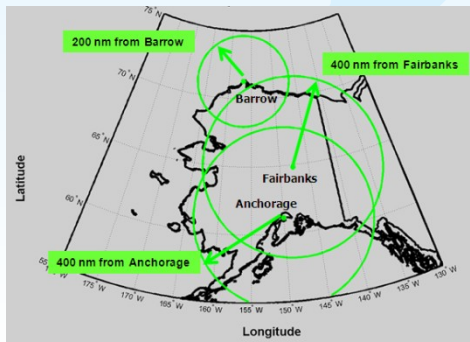 75°N
200 nm from Barrow
400 nm from Fairbanks
70°N
Barrow
65°N
Latitude
Fairbanks
60°N
Anchorage
400 nm from Anchorage
175° W
170° W
165° W
160° W
155° W
150° W
145° W
140° W
135° W
130° W
Longitude